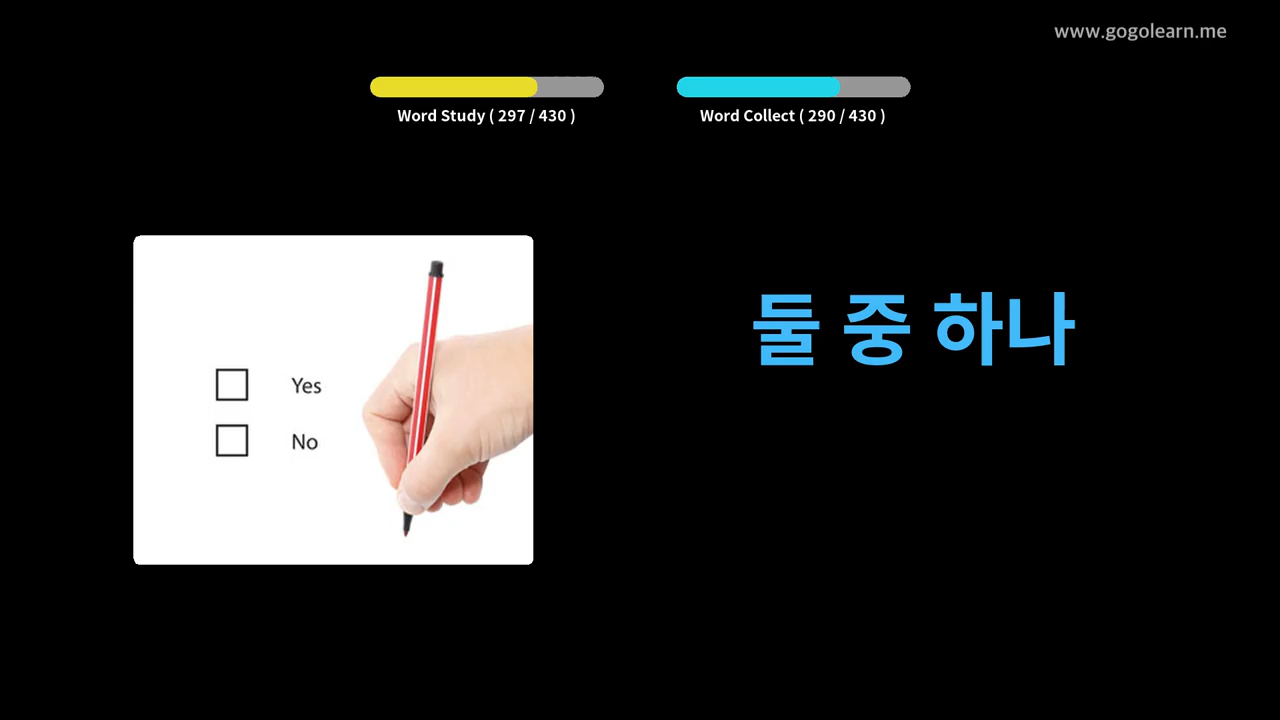 www.gogolearn.me
Word Study ( 297 / 430 )
Word Collect ( 290 / 430 )
둘 중 하나
Yes
No